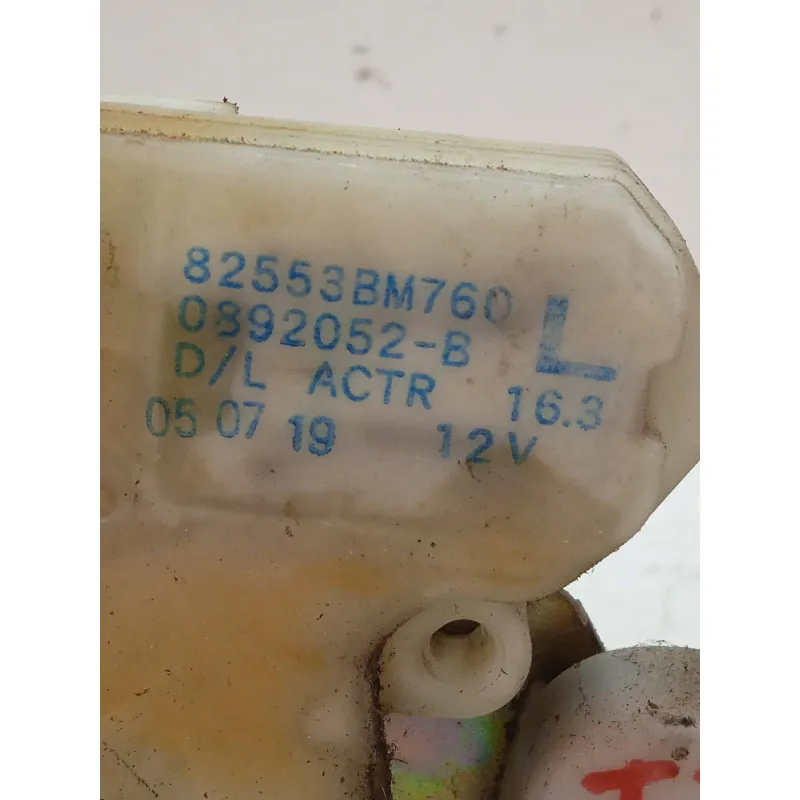 82553BM760
0892052-B L
D/L ACTR 16.3
05 07 19 12V